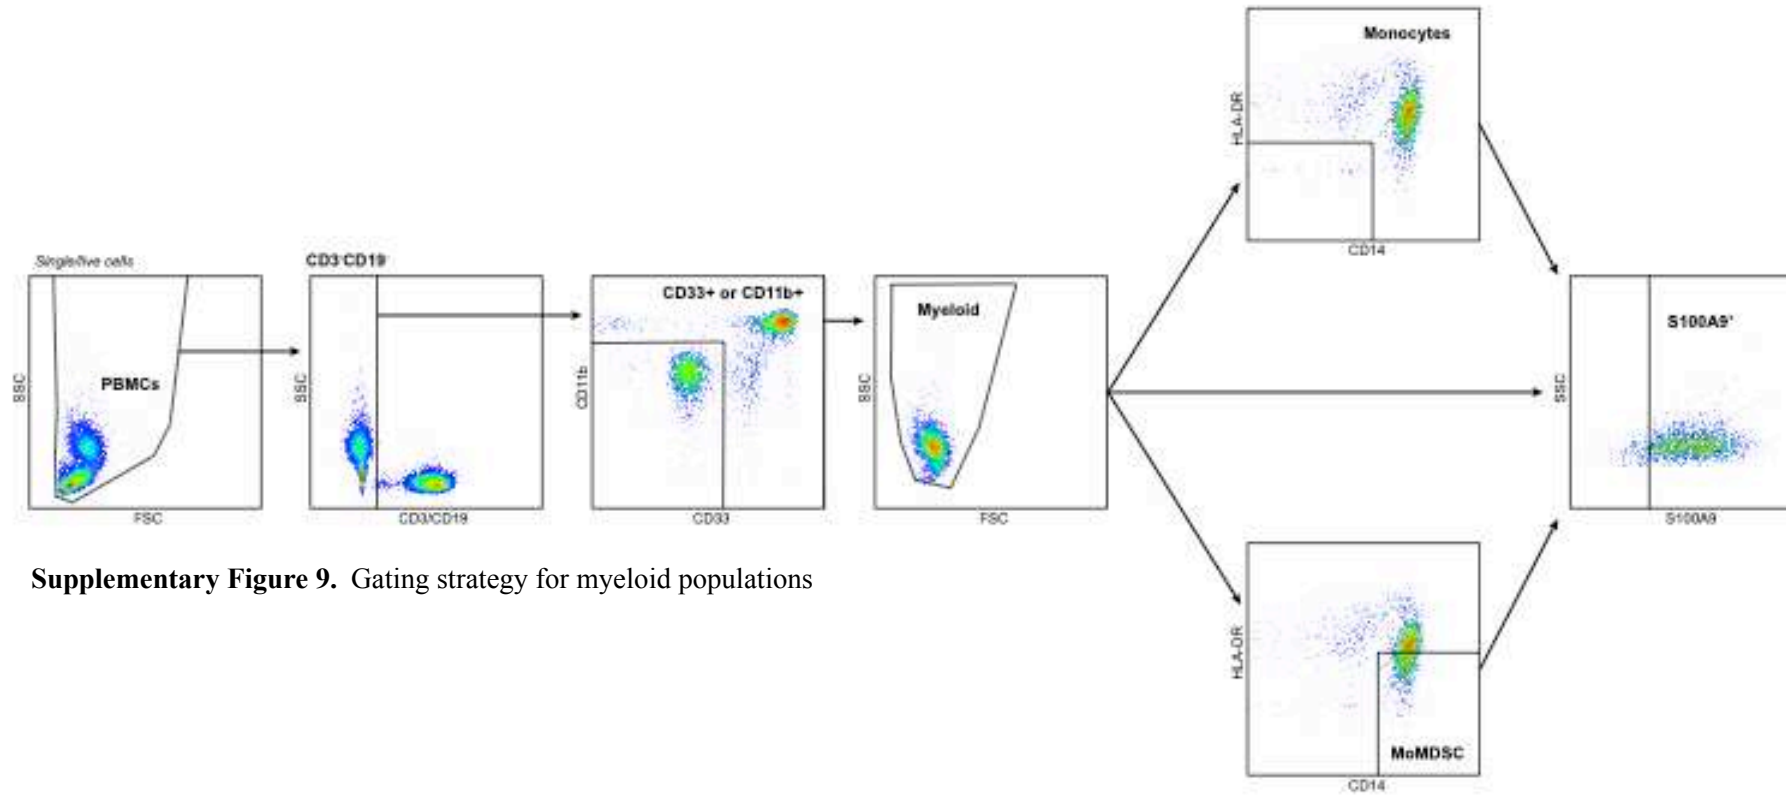 Monocytes
HLA-DR
CD14
Single/live cells
PBMCs
SSC
FSC
CD3-CD19
SSC
CD3/CD19
CD33+ or CD11b+
CD11b
CD33
Myeloid
SSC
FSC
S100A9+
SSC
S100A9
Supplementary Figure 9. Gating strategy for myeloid populations
HLA-DR
MoMDSC
CD14